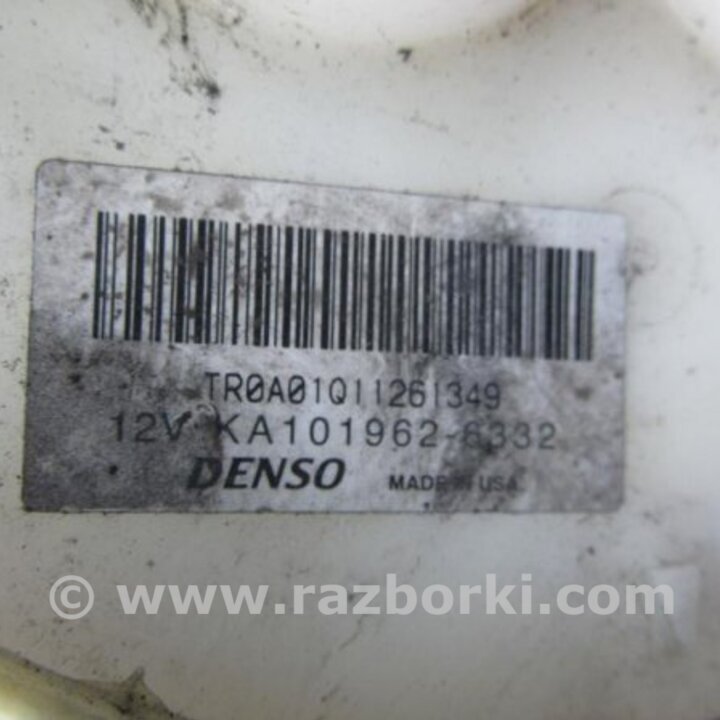 TR0A01Q11261349
12V KA101962-6332
DENSO MADE IN USA
© www.razborki.com